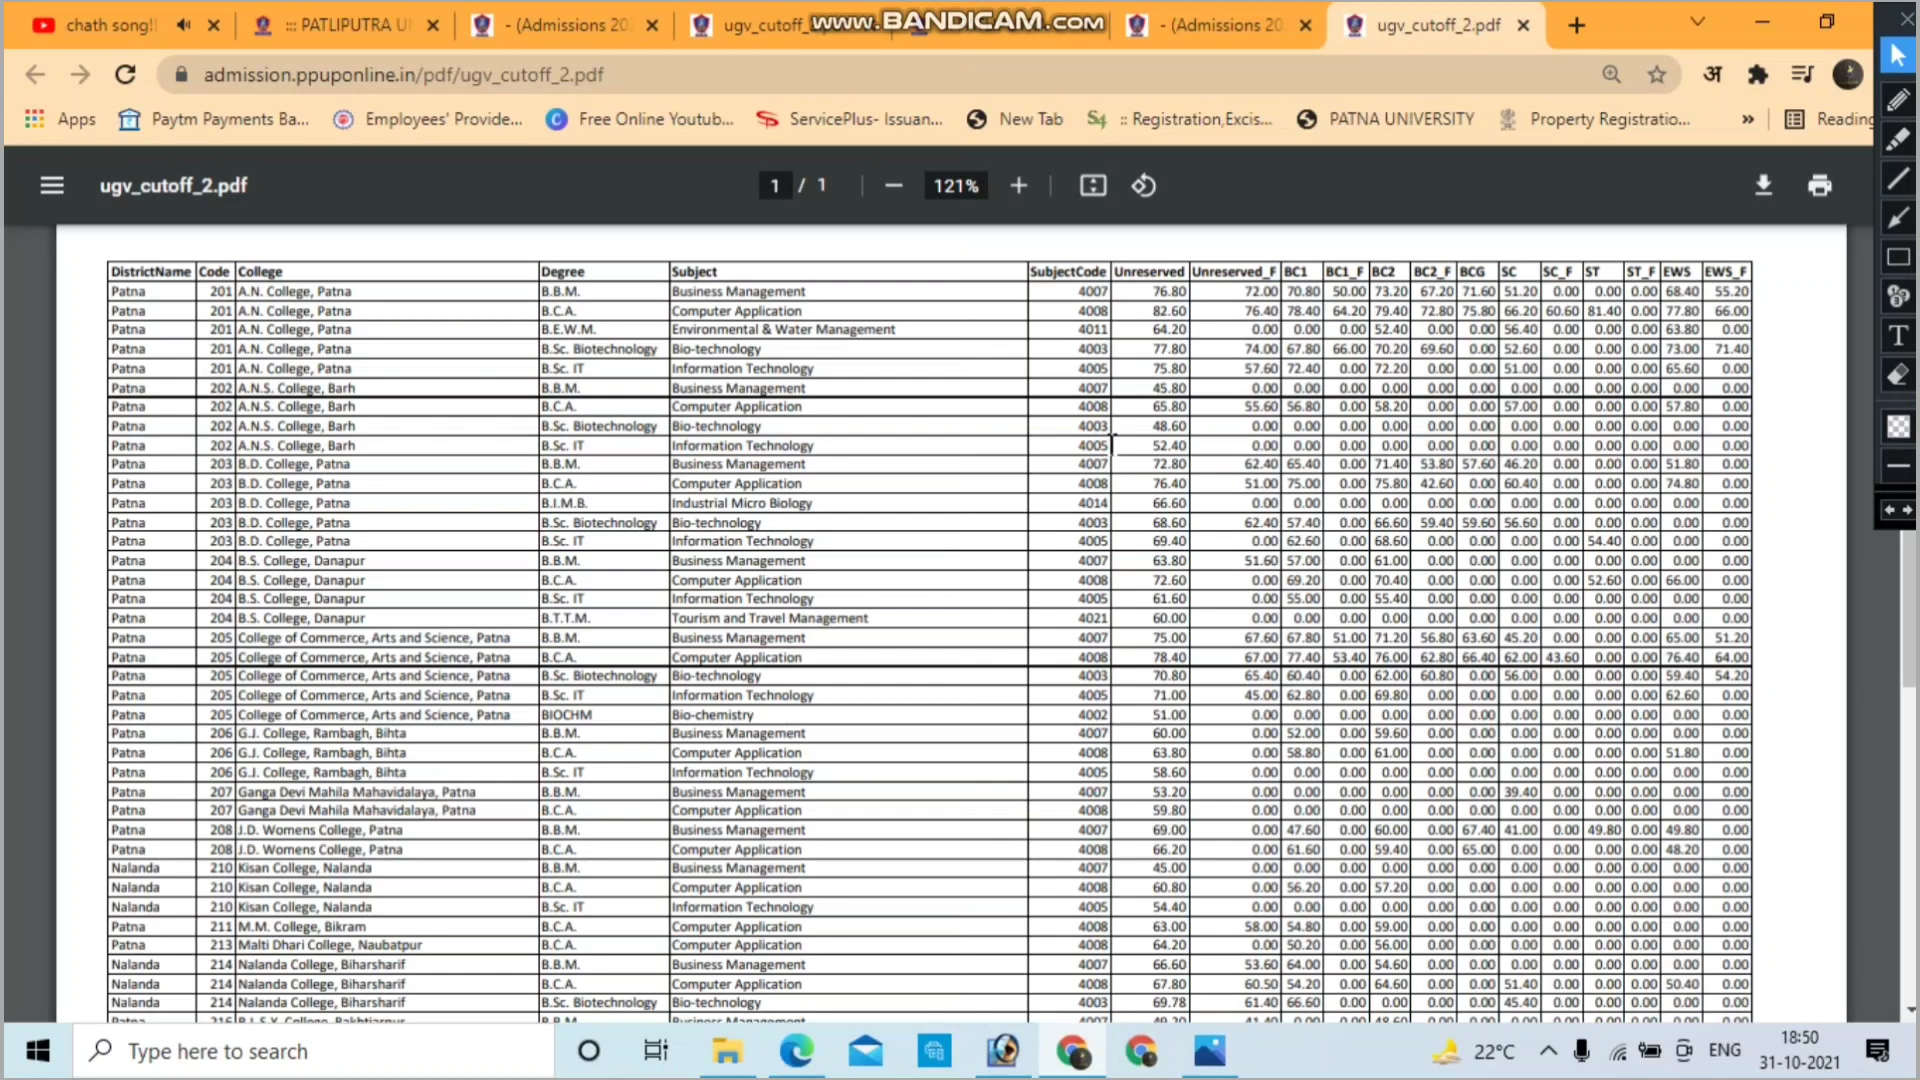 chath song!!
::: PATLIPUTRA U
- (Admissions 202
ugv_cutoff_
www.BANDICAM.com
- (Admissions 20
ugv_cutoff_2.pdf
admission.ppuponline.in/pdf/ugv_cutoff_2.pdf
अ
Apps Paytm Payments Ba... Employees' Provide... Free Online Youtub... ServicePlus- Issuan... New Tab :: Registration,Excis... PATNA UNIVERSITY Property Registratio... » Reading
ugv_cutoff_2.pdf 1 / 1 121%
DistrictName Code College Degree Subject SubjectCode Unreserved Unreserved_F BC1 BC1_F BC2 BC2_F BCG SC SC_F ST ST_F EWS EWS_F
Patna 201 A.N. College, Patna B.B.M. Business Management 4007 76.80 72.00 70.80 50.00 73.20 67.20 71.60 51.20 0.00 0.00 0.00 68.40 55.20
Patna 201 A.N. College, Patna B.C.A. Computer Application 4008 82.60 76.40 78.40 64.20 79.40 72.80 75.80 66.20 60.60 81.40 0.00 77.80 66.00
Patna 201 A.N. College, Patna B.E.W.M. Environmental & Water Management 4011 64.20 0.00 0.00 0.00 52.40 0.00 0.00 56.40 0.00 0.00 0.00 63.80 0.00
Patna 201 A.N. College, Patna B.Sc. Biotechnology Bio-technology 4003 77.80 74.00 67.80 66.00 70.20 69.60 0.00 52.60 0.00 0.00 0.00 73.00 71.40
Patna 201 A.N. College, Patna B.Sc. IT Information Technology 4005 75.80 57.60 72.40 0.00 72.20 0.00 0.00 51.00 0.00 0.00 0.00 65.60 0.00
Patna 202 A.N.S. College, Barh B.B.M. Business Management 4007 45.80 0.00 0.00 0.00 0.00 0.00 0.00 0.00 0.00 0.00 0.00 0.00 0.00
Patna 202 A.N.S. College, Barh B.C.A. Computer Application 4008 65.80 55.60 56.80 0.00 58.20 0.00 0.00 57.00 0.00 0.00 0.00 57.80 0.00
Patna 202 A.N.S. College, Barh B.Sc. Biotechnology Bio-technology 4003 48.60 0.00 0.00 0.00 0.00 0.00 0.00 0.00 0.00 0.00 0.00 0.00 0.00
Patna 202 A.N.S. College, Barh B.Sc. IT Information Technology 4005 52.40 0.00 0.00 0.00 0.00 0.00 0.00 0.00 0.00 0.00 0.00 0.00 0.00
Patna 203 B.D. College, Patna B.B.M. Business Management 4007 72.80 62.40 65.40 0.00 71.40 53.80 57.60 46.20 0.00 0.00 0.00 51.80 0.00
Patna 203 B.D. College, Patna B.C.A. Computer Application 4008 76.40 51.00 75.00 0.00 75.80 42.60 0.00 60.40 0.00 0.00 0.00 74.80 0.00
Patna 203 B.D. College, Patna B.I.M.B. Industrial Micro Biology 4014 66.60 0.00 0.00 0.00 0.00 0.00 0.00 0.00 0.00 0.00 0.00 0.00 0.00
Patna 203 B.D. College, Patna B.Sc. Biotechnology Bio-technology 4003 68.60 62.40 57.40 0.00 66.60 59.40 59.60 56.60 0.00 0.00 0.00 0.00 0.00
Patna 203 B.D. College, Patna B.Sc. IT Information Technology 4005 69.40 0.00 62.60 0.00 68.60 0.00 0.00 0.00 0.00 54.40 0.00 0.00 0.00
Patna 204 B.S. College, Danapur B.B.M. Business Management 4007 63.80 51.60 57.00 0.00 61.00 0.00 0.00 0.00 0.00 0.00 0.00 0.00 0.00
Patna 204 B.S. College, Danapur B.C.A. Computer Application 4008 72.60 0.00 69.20 0.00 70.40 0.00 0.00 0.00 0.00 52.60 0.00 66.00 0.00
Patna 204 B.S. College, Danapur B.Sc. IT Information Technology 4005 61.60 0.00 55.00 0.00 55.40 0.00 0.00 0.00 0.00 0.00 0.00 0.00 0.00
Patna 204 B.S. College, Danapur B.T.T.M. Tourism and Travel Management 4021 60.00 0.00 0.00 0.00 0.00 0.00 0.00 0.00 0.00 0.00 0.00 0.00 0.00
Patna 205 College of Commerce, Arts and Science, Patna B.B.M. Business Management 4007 75.00 67.60 67.80 51.00 71.20 56.80 63.60 45.20 0.00 0.00 0.00 65.00 51.20
Patna 205 College of Commerce, Arts and Science, Patna B.C.A. Computer Application 4008 78.40 67.00 77.40 53.40 76.00 62.80 66.40 62.00 43.60 0.00 0.00 76.40 64.00
Patna 205 College of Commerce, Arts and Science, Patna B.Sc. Biotechnology Bio-technology 4003 70.80 65.40 60.40 0.00 62.00 60.80 0.00 56.00 0.00 0.00 0.00 59.40 54.20
Patna 205 College of Commerce, Arts and Science, Patna B.Sc. IT Information Technology 4005 71.00 45.00 62.80 0.00 69.80 0.00 0.00 0.00 0.00 0.00 0.00 62.60 0.00
Patna 205 College of Commerce, Arts and Science, Patna BIOCHM Bio-chemistry 4002 51.00 0.00 0.00 0.00 0.00 0.00 0.00 0.00 0.00 0.00 0.00 0.00 0.00
Patna 206 G.J. College, Rambagh, Bihta B.B.M. Business Management 4007 60.00 0.00 52.00 0.00 59.60 0.00 0.00 0.00 0.00 0.00 0.00 0.00 0.00
Patna 206 G.J. College, Rambagh, Bihta B.C.A. Computer Application 4008 63.80 0.00 58.80 0.00 61.00 0.00 0.00 0.00 0.00 0.00 0.00 51.80 0.00
Patna 206 G.J. College, Rambagh, Bihta B.Sc. IT Information Technology 4005 58.60 0.00 0.00 0.00 0.00 0.00 0.00 0.00 0.00 0.00 0.00 0.00 0.00
Patna 207 Ganga Devi Mahila Mahavidalaya, Patna B.B.M. Business Management 4007 53.20 0.00 0.00 0.00 0.00 0.00 0.00 39.40 0.00 0.00 0.00 0.00 0.00
Patna 207 Ganga Devi Mahila Mahavidalaya, Patna B.C.A. Computer Application 4008 59.80 0.00 0.00 0.00 0.00 0.00 0.00 0.00 0.00 0.00 0.00 0.00 0.00
Patna 208 J.D. Womens College, Patna B.B.M. Business Management 4007 69.00 0.00 47.60 0.00 60.00 0.00 67.40 41.00 0.00 49.80 0.00 49.80 0.00
Patna 208 J.D. Womens College, Patna B.C.A. Computer Application 4008 66.20 0.00 61.60 0.00 59.40 0.00 65.00 0.00 0.00 0.00 0.00 48.20 0.00
Nalanda 210 Kisan College, Nalanda B.B.M. Business Management 4007 45.00 0.00 0.00 0.00 0.00 0.00 0.00 0.00 0.00 0.00 0.00 0.00 0.00
Nalanda 210 Kisan College, Nalanda B.C.A. Computer Application 4008 60.80 0.00 56.20 0.00 57.20 0.00 0.00 0.00 0.00 0.00 0.00 0.00 0.00
Nalanda 210 Kisan College, Nalanda B.Sc. IT Information Technology 4005 54.40 0.00 0.00 0.00 0.00 0.00 0.00 0.00 0.00 0.00 0.00 0.00 0.00
Patna 211 M.M. College, Bikram B.C.A. Computer Application 4008 63.00 58.00 54.80 0.00 59.00 0.00 0.00 0.00 0.00 0.00 0.00 0.00 0.00
Patna 213 Malti Dhari College, Naubatpur B.C.A. Computer Application 4008 64.20 0.00 50.20 0.00 56.00 0.00 0.00 0.00 0.00 0.00 0.00 0.00 0.00
Nalanda 214 Nalanda College, Biharsharif B.B.M. Business Management 4007 66.60 53.60 64.00 0.00 54.60 0.00 0.00 0.00 0.00 0.00 0.00 0.00 0.00
Nalanda 214 Nalanda College, Biharsharif B.C.A. Computer Application 4008 67.80 60.50 54.20 0.00 64.60 0.00 0.00 51.40 0.00 0.00 0.00 50.40 0.00
Nalanda 214 Nalanda College, Biharsharif B.Sc. Biotechnology Bio-technology 4003 69.78 61.40 66.60 0.00 0.00 0.00 0.00 45.40 0.00 0.00 0.00 0.00 0.00
Type here to search 22°C ENG 18:50
31-10-2021